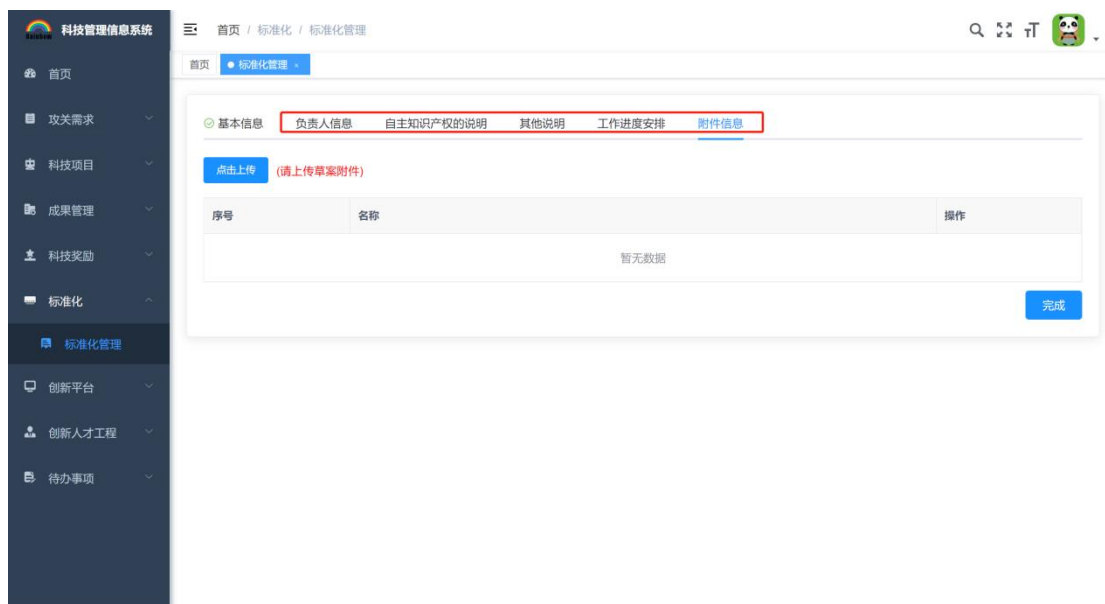 科技管理信息系统
首页 / 标准化 / 标准化管理
首页
标准化管理 ×
首页
攻关需求
科技项目
成果管理
科技奖励
标准化
标准化管理
创新平台
创新人才工程
待办事项
基本信息 负责人信息 自主知识产权的说明 其他说明 工作进度安排 附件信息
点击上传 (请上传草案附件)
序号 名称 操作
暂无数据
完成